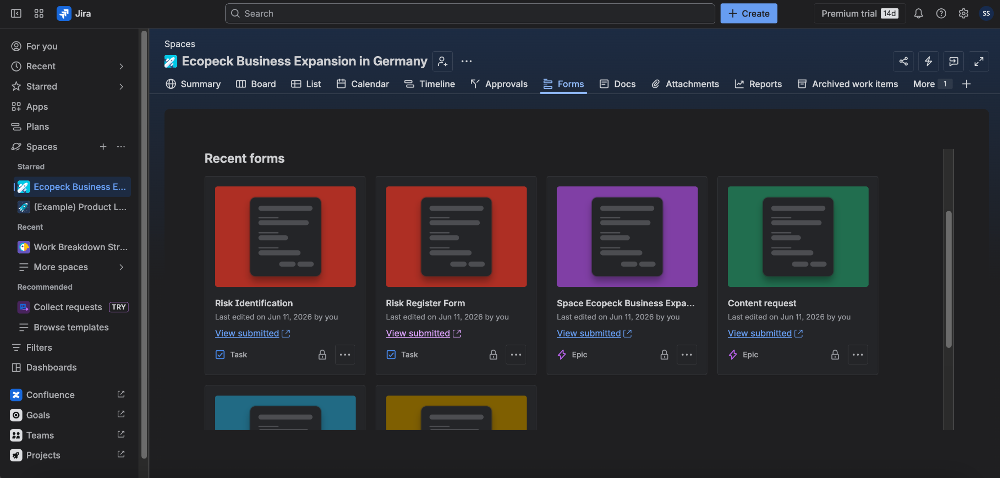 Jira
Search
Create
Premium trial 14d
SS
For you
Recent
Starred
Apps
Plans
Spaces
Starred
Ecopeck Business E...
(Example) Product L...
Recent
Work Breakdown Str...
More spaces
Recommended
Collect requests TRY
Browse templates
Filters
Dashboards
Confluence
Goals
Teams
Projects
Spaces
Ecopeck Business Expansion in Germany
Summary Board List Calendar Timeline Approvals Forms Docs Attachments Reports Archived work items More 1
Recent forms
Risk Identification
Last edited on Jun 11, 2026 by you
View submitted
Task
Risk Register Form
Last edited on Jun 11, 2026 by you
View submitted
Task
Space Ecopeck Business Expa...
Last edited on Jun 11, 2026 by you
View submitted
Epic
Content request
Last edited on Jun 11, 2026 by you
View submitted
Epic